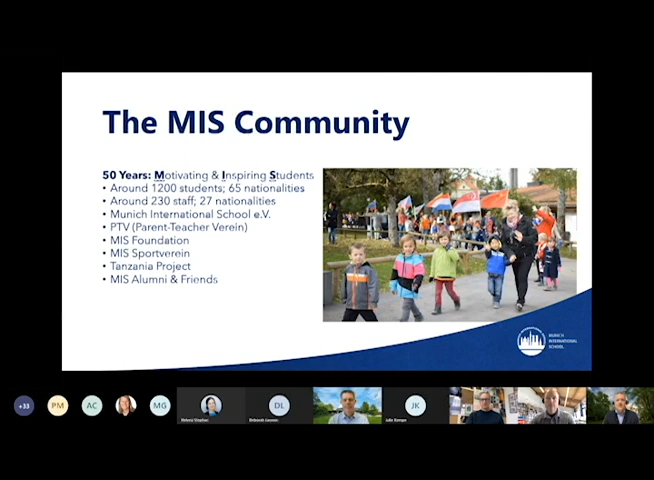 The MIS Community
50 Years: Motivating & Inspiring Students
• Around 1200 students; 65 nationalities
• Around 230 staff; 27 nationalities
• Munich International School e.V.
• PTV (Parent-Teacher Verein)
• MIS Foundation
• MIS Sportverein
• Tanzania Project
• MIS Alumni & Friends
MUNICH
INTERNATIONAL
SCHOOL
+33
PM
AC
MG
DL
JK